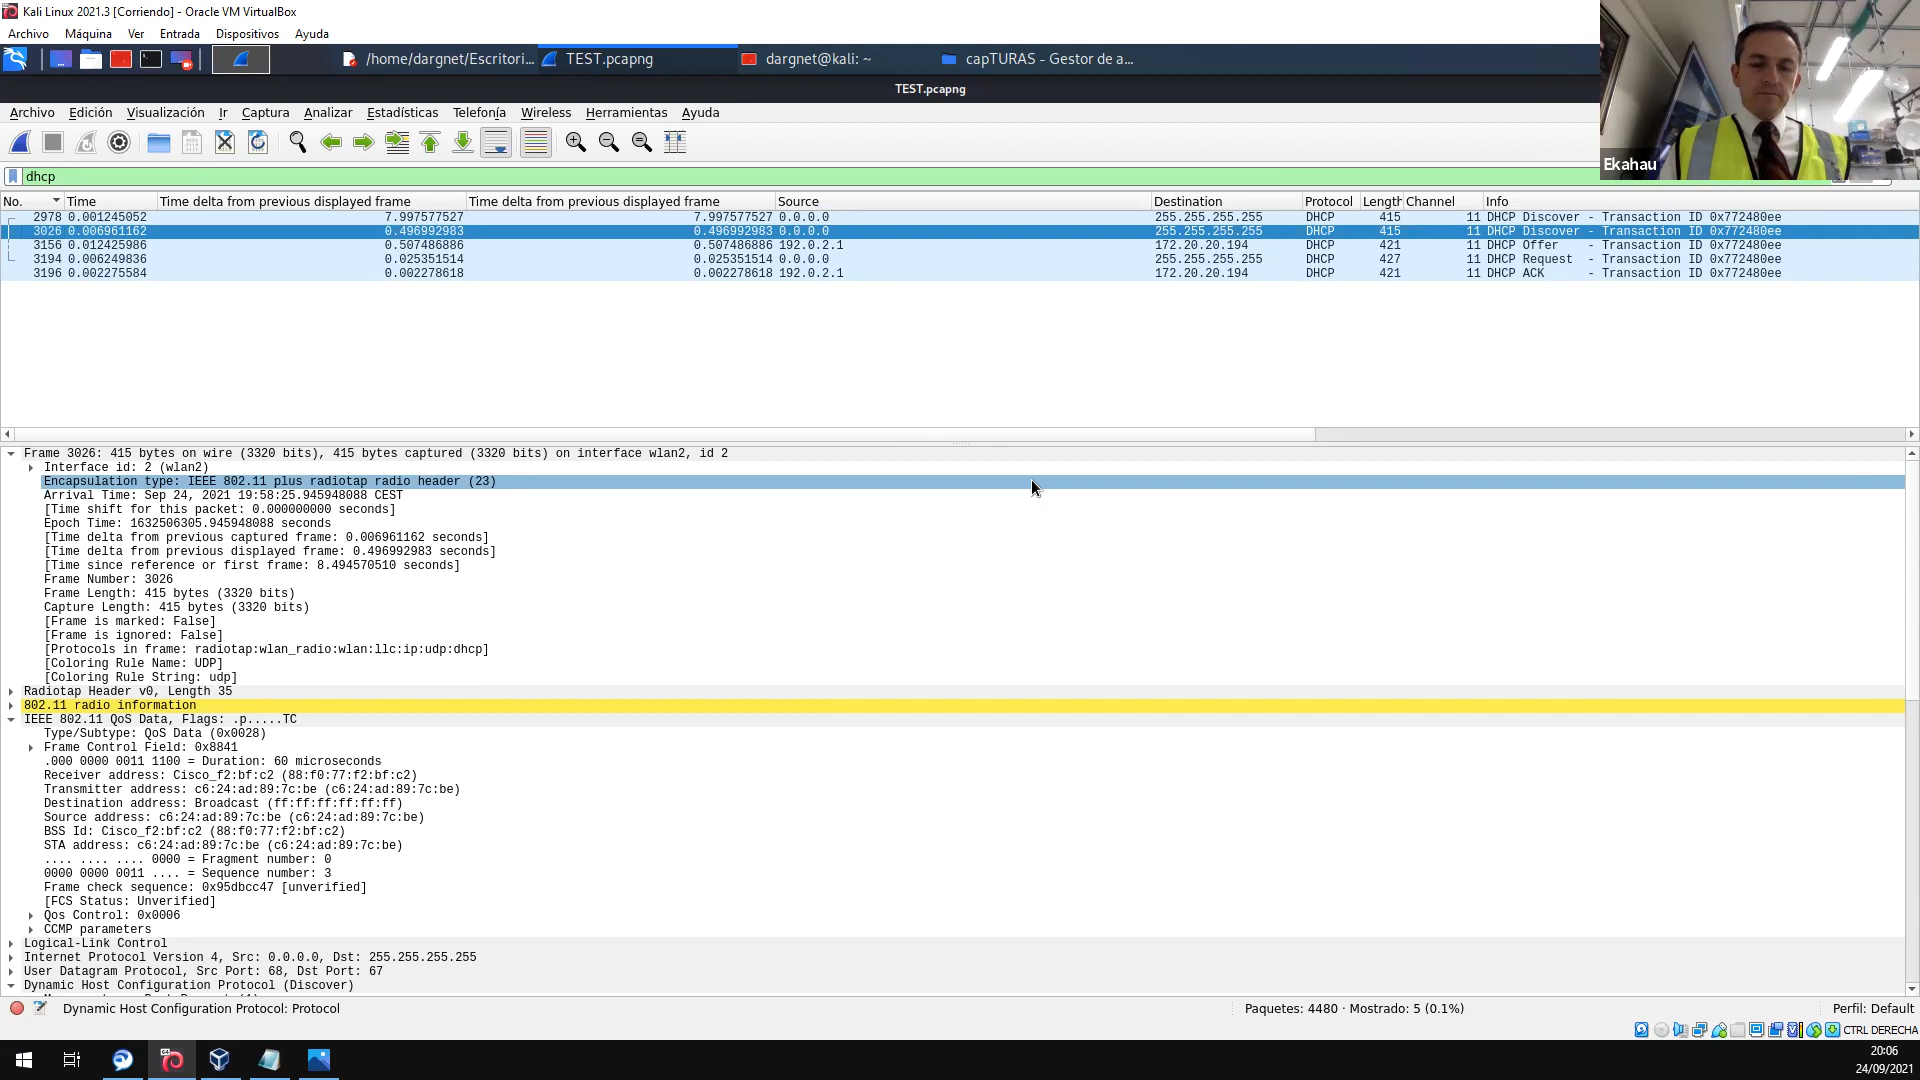 Kali Linux 2021.3 [Corriendo] - Oracle VM VirtualBox
Archivo Máquina Ver Entrada Dispositivos Ayuda
/home/dargnet/Escritori... TEST.pcapng dargnet@kali: ~ capTURAS - Gestor de a...
TEST.pcapng
Archivo Edición Visualización Ir Captura Analizar Estadísticas Telefonía Wireless Herramientas Ayuda
Ekahau
dhcp
No. Time Time delta from previous displayed frame Time delta from previous displayed frame Source Destination Protocol Length Channel Info
2978 0.001245052 7.997577527 7.997577527 0.0.0.0 255.255.255.255 DHCP 415 11 DHCP Discover - Transaction ID 0x772480ee
3026 0.006961162 0.496992983 0.496992983 0.0.0.0 255.255.255.255 DHCP 415 11 DHCP Discover - Transaction ID 0x772480ee
3156 0.012425986 0.507486886 0.507486886 192.0.2.1 172.20.20.194 DHCP 421 11 DHCP Offer - Transaction ID 0x772480ee
3194 0.006249836 0.025351514 0.025351514 0.0.0.0 255.255.255.255 DHCP 427 11 DHCP Request - Transaction ID 0x772480ee
3196 0.002275584 0.002278618 0.002278618 192.0.2.1 172.20.20.194 DHCP 421 11 DHCP ACK - Transaction ID 0x772480ee
Frame 3026: 415 bytes on wire (3320 bits), 415 bytes captured (3320 bits) on interface wlan2, id 2
Interface id: 2 (wlan2)
Encapsulation type: IEEE 802.11 plus radiotap radio header (23)
Arrival Time: Sep 24, 2021 19:58:25.945948088 CEST
[Time shift for this packet: 0.000000000 seconds]
Epoch Time: 1632506305.945948088 seconds
[Time delta from previous captured frame: 0.006961162 seconds]
[Time delta from previous displayed frame: 0.496992983 seconds]
[Time since reference or first frame: 8.494570510 seconds]
Frame Number: 3026
Frame Length: 415 bytes (3320 bits)
Capture Length: 415 bytes (3320 bits)
[Frame is marked: False]
[Frame is ignored: False]
[Protocols in frame: radiotap:wlan_radio:wlan:llc:ip:udp:dhcp]
[Coloring Rule Name: UDP]
[Coloring Rule String: udp]
Radiotap Header v0, Length 35
802.11 radio information
IEEE 802.11 QoS Data, Flags: .p.....TC
Type/Subtype: QoS Data (0x0028)
Frame Control Field: 0x8841
.000 0000 0011 1100 = Duration: 60 microseconds
Receiver address: Cisco_f2:bf:c2 (88:f0:77:f2:bf:c2)
Transmitter address: c6:24:ad:89:7c:be (c6:24:ad:89:7c:be)
Destination address: Broadcast (ff:ff:ff:ff:ff:ff)
Source address: c6:24:ad:89:7c:be (c6:24:ad:89:7c:be)
BSS Id: Cisco_f2:bf:c2 (88:f0:77:f2:bf:c2)
STA address: c6:24:ad:89:7c:be (c6:24:ad:89:7c:be)
.... .... .... 0000 = Fragment number: 0
0000 0000 0011 .... = Sequence number: 3
Frame check sequence: 0x95dbcc47 [unverified]
[FCS Status: Unverified]
Qos Control: 0x0006
CCMP parameters
Logical-Link Control
Internet Protocol Version 4, Src: 0.0.0.0, Dst: 255.255.255.255
User Datagram Protocol, Src Port: 68, Dst Port: 67
Dynamic Host Configuration Protocol (Discover)
Dynamic Host Configuration Protocol: Protocol Paquetes: 4480 · Mostrado: 5 (0.1%) Perfil: Default
CTRL DERECHA
20:06
24/09/2021